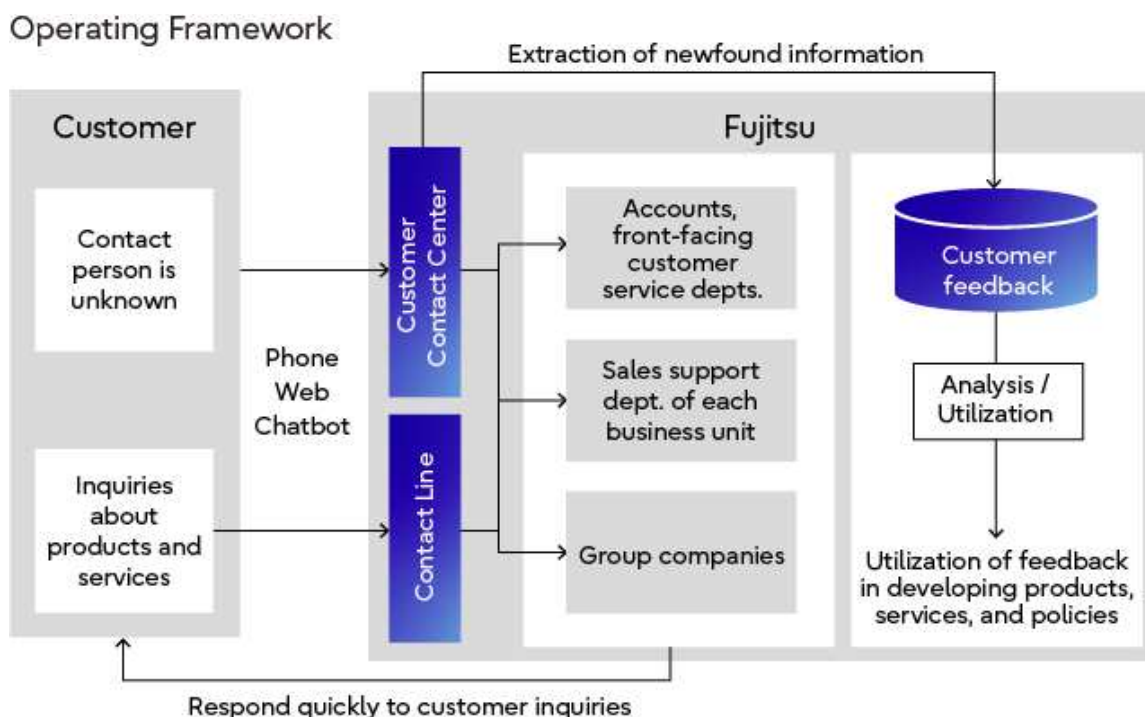 Operating Framework
Extraction of newfound information
Customer
Fujitsu
Contact
person is
unknown
Phone
Web
Chatbot
Inquiries
about
products and
services
Customer
Contact Center
Contact Line
Accounts,
front-facing
customer
service depts.
Sales support
dept. of each
business unit
Group companies
Customer
feedback
Analysis /
Utilization
Utilization of feedback
in developing products,
services, and policies
Respond quickly to customer inquiries